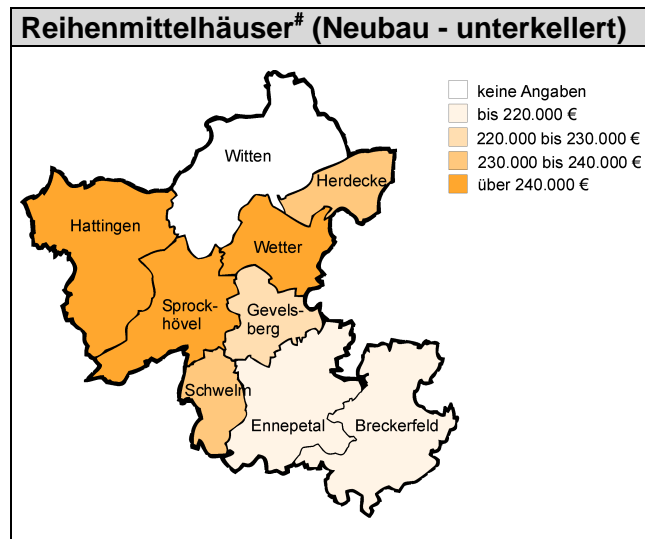 Reihenmittelhäuser# (Neubau - unterkellert)
keine Angaben
bis 220.000 €
220.000 bis 230.000 €
230.000 bis 240.000 €
über 240.000 €
Witten
Herdecke
Hattingen
Wetter
Sprock-
hövel
Gevels-
berg
Schwelm
Ennepetal
Breckerfeld